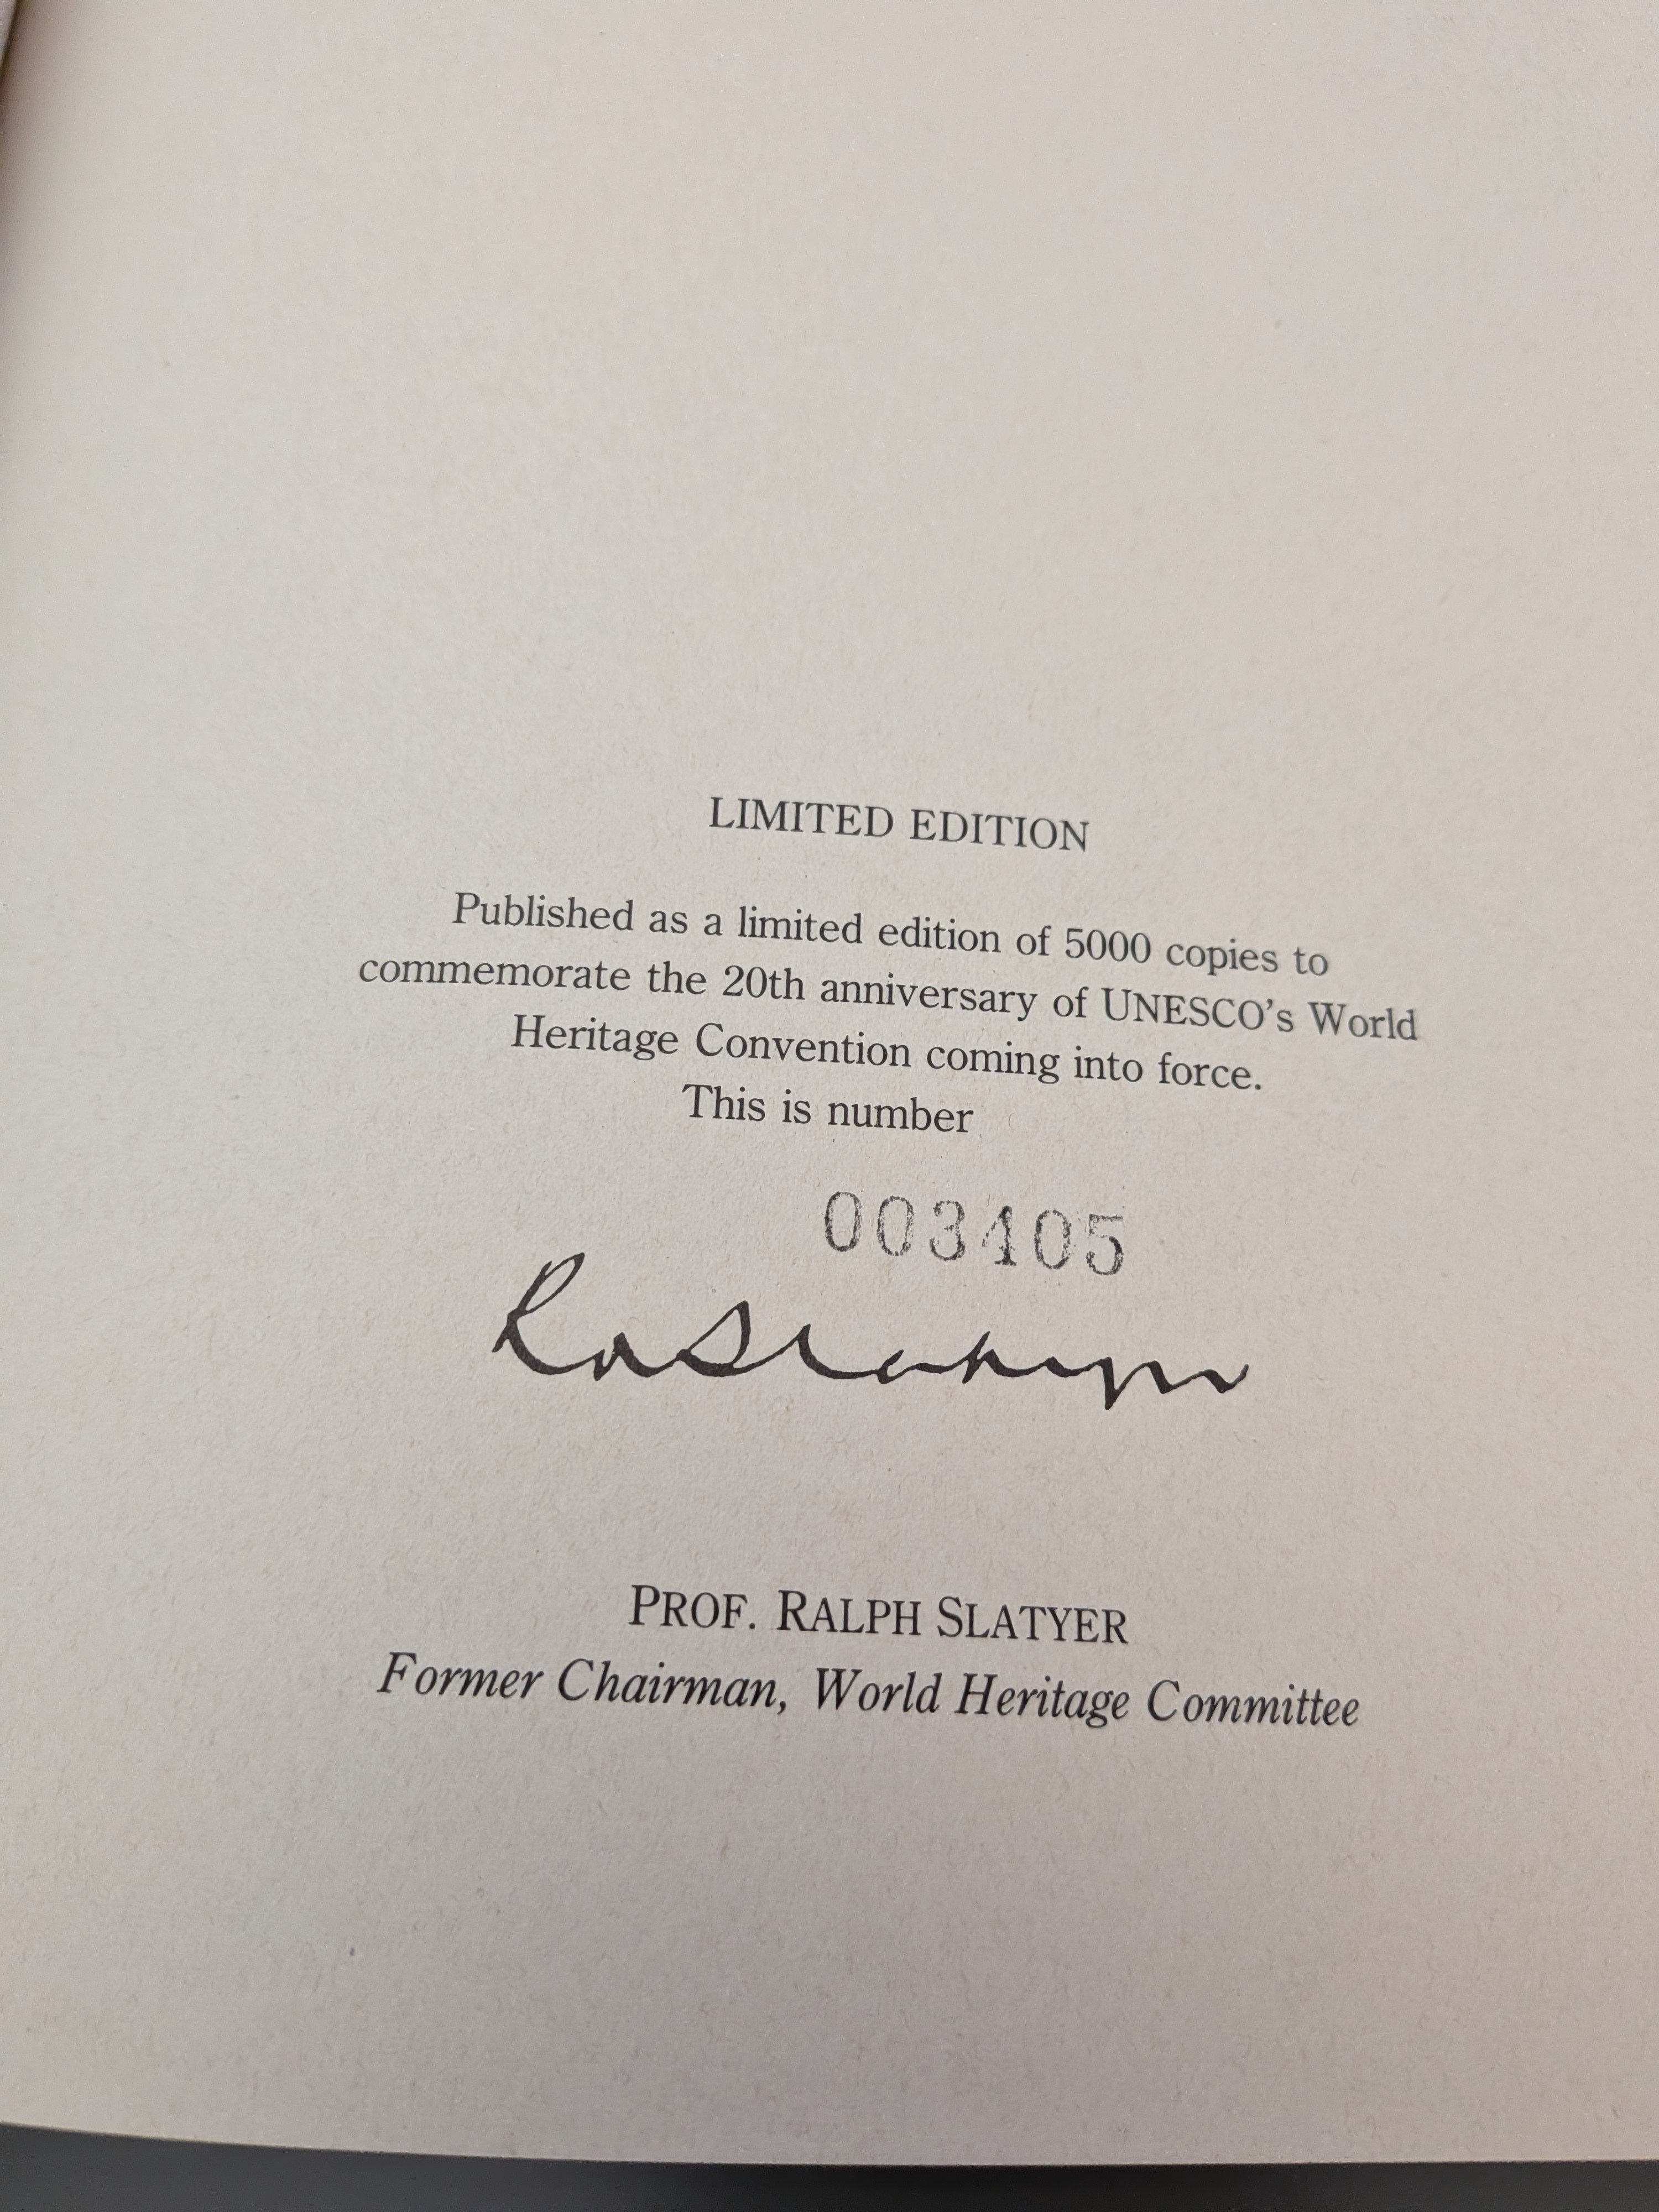 LIMITED EDITION
Published as a limited edition of 5000 copies to
commemorate the 20th anniversary of UNESCO's World
Heritage Convention coming into force.
This is number
003405
PROF. RALPH SLATYER
Former Chairman, World Heritage Committee